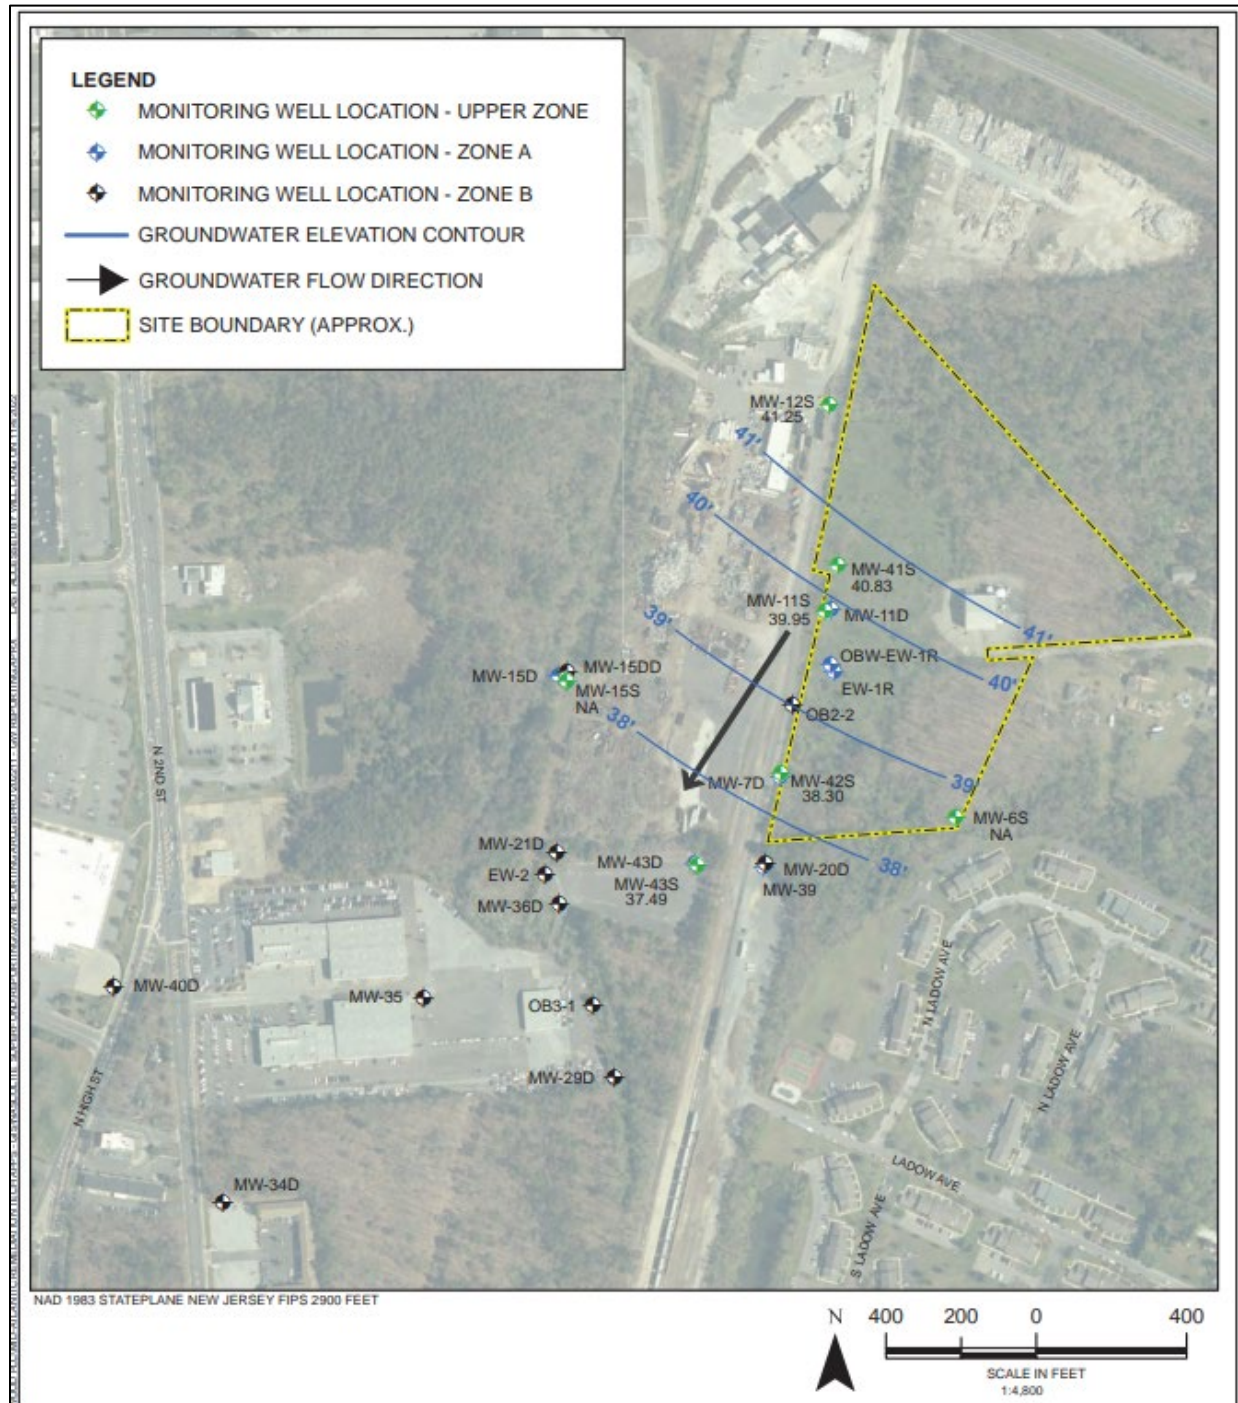 LEGEND
MONITORING WELL LOCATION - UPPER ZONE
MONITORING WELL LOCATION - ZONE A
MONITORING WELL LOCATION - ZONE B
GROUNDWATER ELEVATION CONTOUR
GROUNDWATER FLOW DIRECTION
SITE BOUNDARY (APPROX.)
MW-12S
41.25
41'
40'
MW-41S
40.83
MW-11S
39.95
MW-11D
39'
41'
OBW-EW-1R
40'
MW-15D
MW-15DD
MW-15S
NA
EW-1R
38'
OB2-2
N 2ND ST
MW-7D
MW-42S
38.30
39'
MW-6S
NA
MW-21D
EW-2
MW-36D
MW-43D
MW-43S
37.49
MW-20D
MW-39
38'
MW-40D
MW-35
OB3-1
N LADOW AVE
MW-29D
N LADOW AVE
N HIGH ST
LADOW AVE
MW-34D
S LADOW AVE
NAD 1983 STATEPLANE NEW JERSEY FIPS 2900 FEET
N
400 200 0 400
SCALE IN FEET
1:4,800